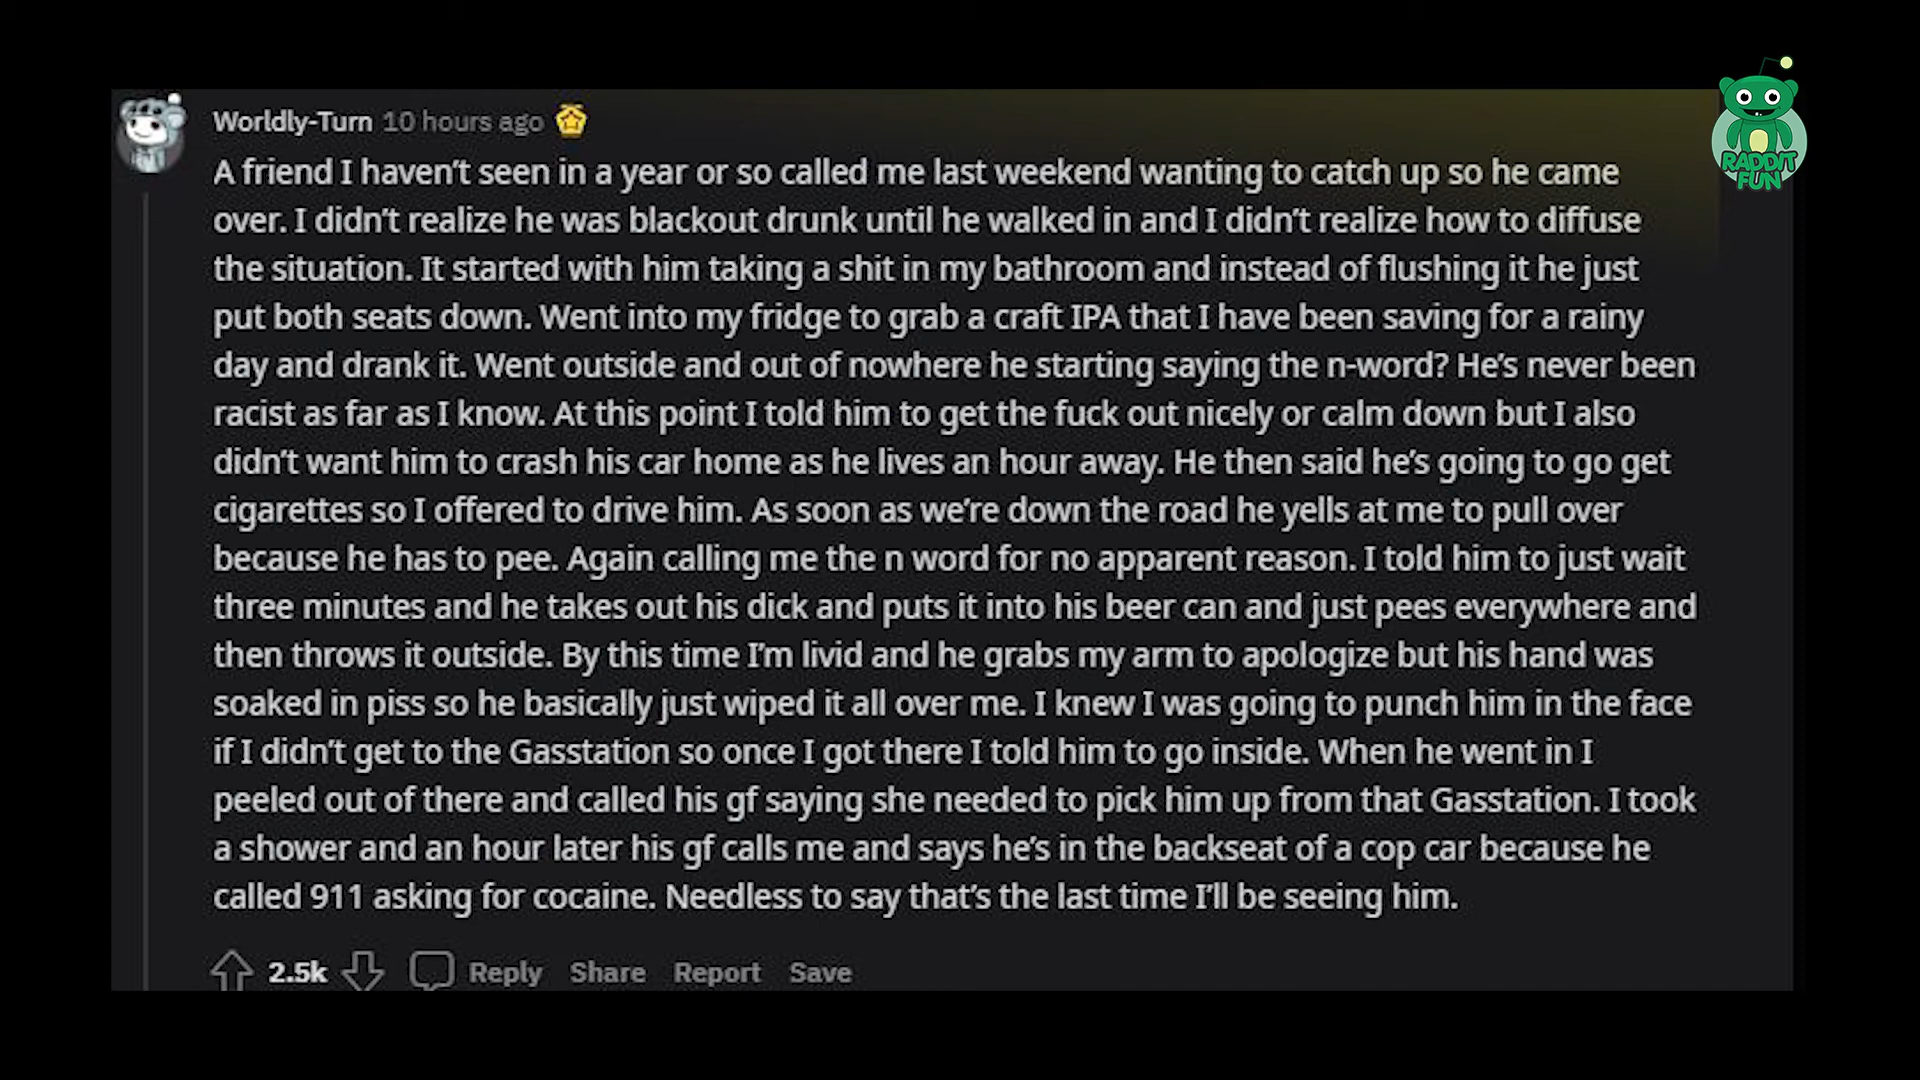 Worldly-Turn 10 hours ago
A friend I haven't seen in a year or so called me last weekend wanting to catch up so he came
over. I didn't realize he was blackout drunk until he walked in and I didn't realize how to diffuse
the situation. It started with him taking a shit in my bathroom and instead of flushing it he just
put both seats down. Went into my fridge to grab a craft IPA that I have been saving for a rainy
day and drank it. Went outside and out of nowhere he starting saying the n-word? He's never been
racist as far as I know. At this point I told him to get the fuck out nicely or calm down but I also
didn't want him to crash his car home as he lives an hour away. He then said he's going to go get
cigarettes so I offered to drive him. As soon as we're down the road he yells at me to pull over
because he has to pee. Again calling me the n word for no apparent reason. I told him to just wait
three minutes and he takes out his dick and puts it into his beer can and just pees everywhere and
then throws it outside. By this time I'm livid and he grabs my arm to apologize but his hand was
soaked in piss so he basically just wiped it all over me. I knew I was going to punch him in the face
if I didn't get to the Gasstation so once I got there I told him to go inside. When he went in I
peeled out of there and called his gf saying she needed to pick him up from that Gasstation. I took
a shower and an hour later his gf calls me and says he's in the backseat of a cop car because he
called 911 asking for cocaine. Needless to say that's the last time I'll be seeing him.
2.5k Reply Share Report Save
RADDIT
FUN